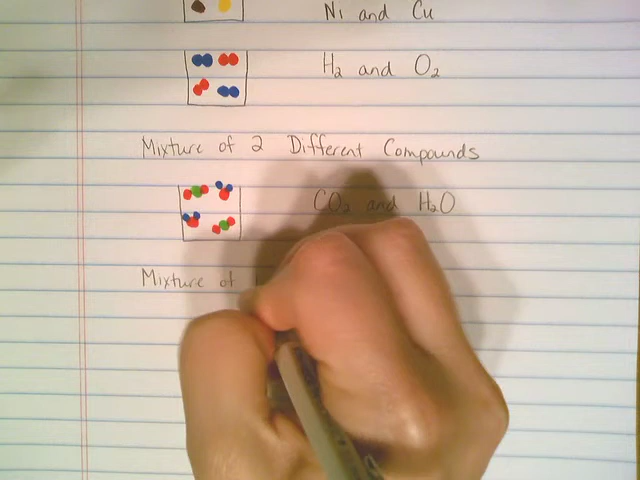 Ni and Cu
H₂ and O₂
Mixture of 2 Different Compounds
CO₂ and H₂O
Mixture of